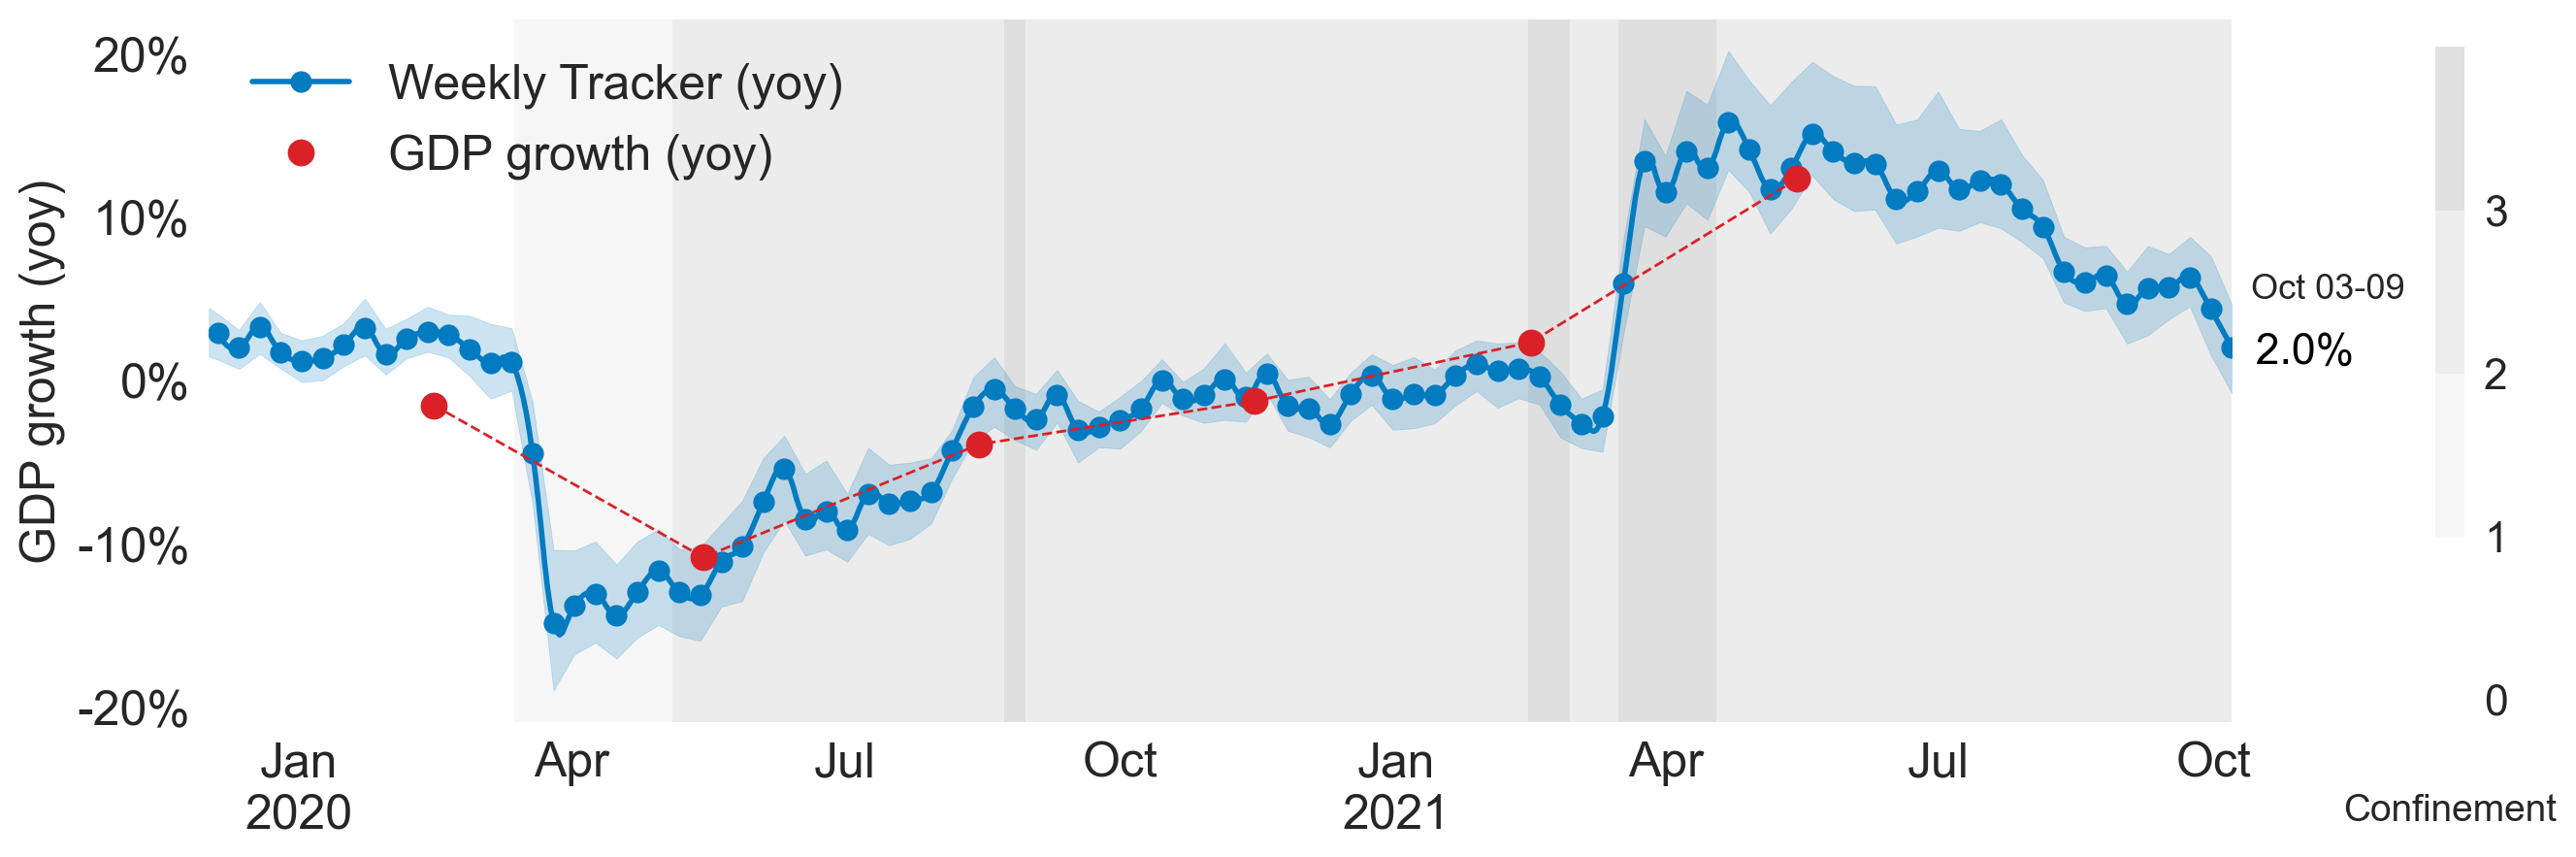 20%
10%
0%
-10%
-20%
GDP growth (yoy)
Weekly Tracker (yoy)
GDP growth (yoy)
Oct 03-09
2.0%
3
2
1
0
Jan Apr Jul Oct Jan Apr Jul Oct
2020 2021
Confinement